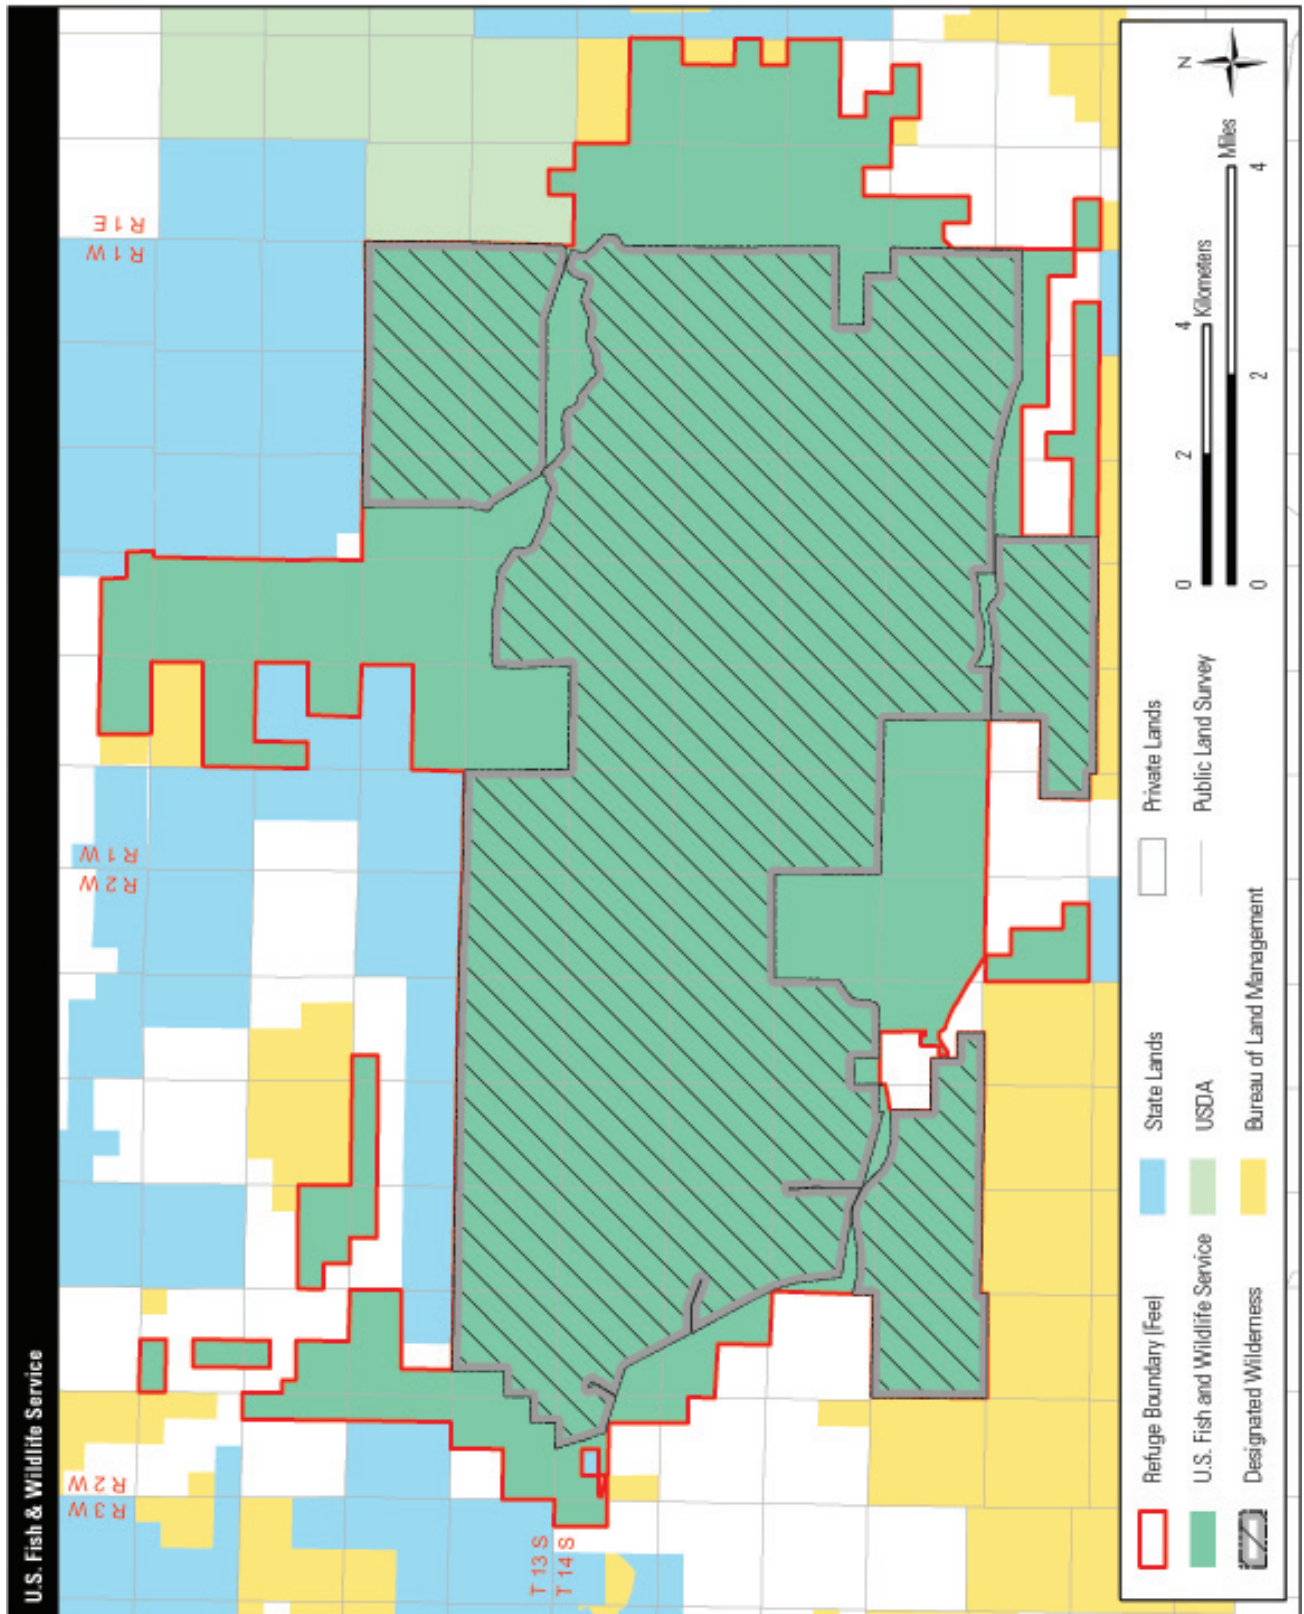 U.S. Fish & Wildlife Service
R 3 W
R 2 W
R 2 W
R 1 W
R 1 W
R 1 E
T 13 S
T 14 S
Refuge Boundary (Fee)
State Lands
Private Lands
U.S. Fish and Wildlife Service
USDA
Public Land Survey
Designated Wilderness
Bureau of Land Management
0 2 4
Kilometers
0 2 4
Miles
N